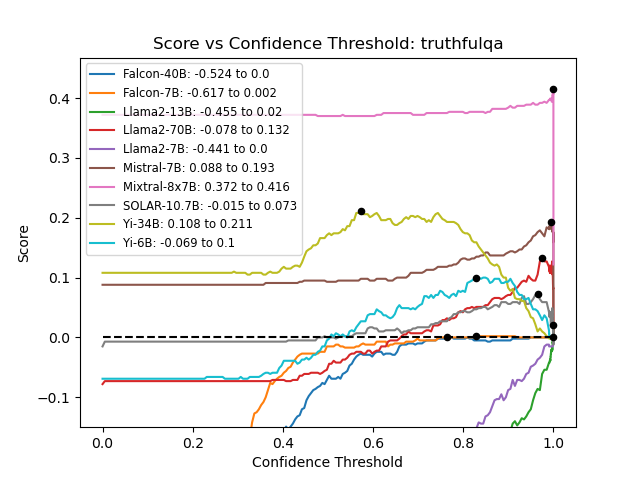 Score vs Confidence Threshold: truthfulqa
Falcon-40B: -0.524 to 0.0
Falcon-7B: -0.617 to 0.002
Llama2-13B: -0.455 to 0.02
Llama2-70B: -0.078 to 0.132
Llama2-7B: -0.441 to 0.0
Mistral-7B: 0.088 to 0.193
Mixtral-8x7B: 0.372 to 0.416
SOLAR-10.7B: -0.015 to 0.073
Yi-34B: 0.108 to 0.211
Yi-6B: -0.069 to 0.1
Score
0.4
0.3
0.2
0.1
0.0
−0.1
0.0 0.2 0.4 0.6 0.8 1.0
Confidence Threshold